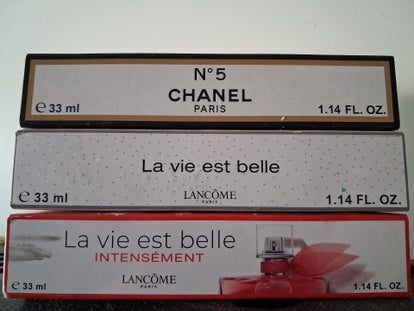 N°5
CHANEL
PARIS
℮ 33 ml 1.14 FL. OZ.
La vie est belle
LANCÔME
PARIS
℮ 33 ml 1.14 FL. OZ.
La vie est belle
INTENSÉMENT
LANCÔME
PARIS
℮ 33 ml 1.14 FL. OZ.